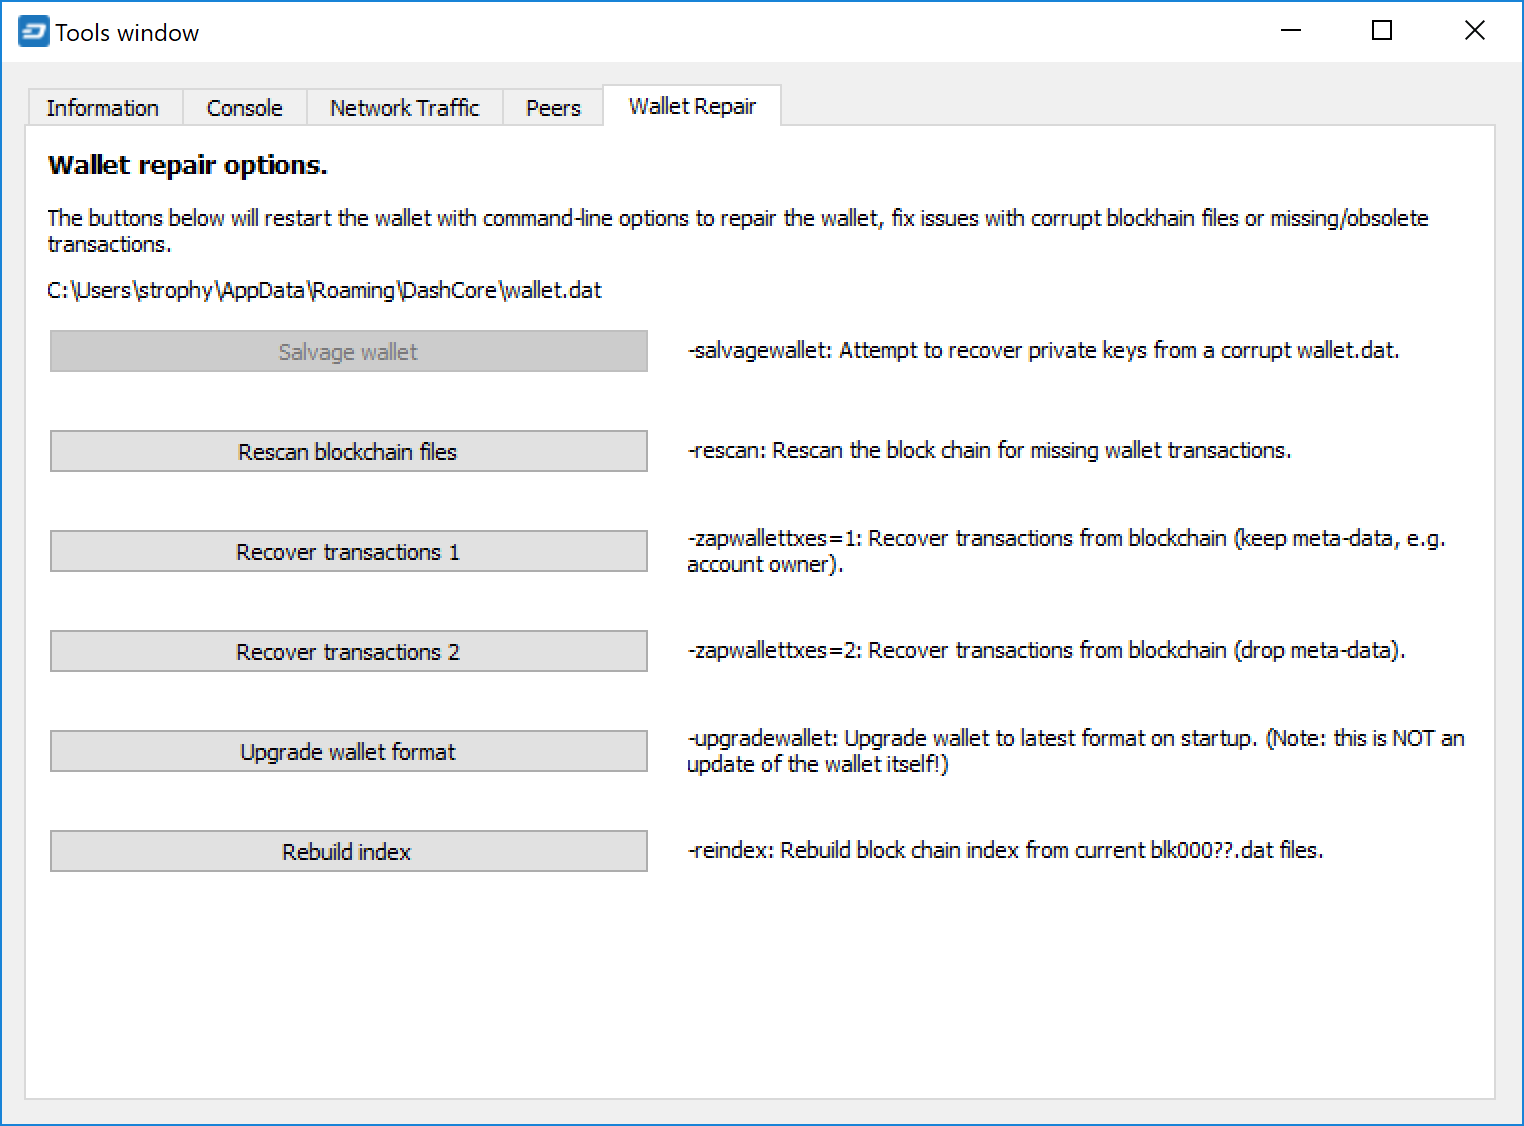 Tools window
Information
Console
Network Traffic
Peers
Wallet Repair
Wallet repair options.
The buttons below will restart the wallet with command-line options to repair the wallet, fix issues with corrupt blockhain files or missing/obsolete
transactions.
C:\Users\strophy\AppData\Roaming\DashCore\wallet.dat
Salvage wallet
-salvagewallet: Attempt to recover private keys from a corrupt wallet.dat.
Rescan blockchain files
-rescan: Rescan the block chain for missing wallet transactions.
Recover transactions 1
-zapwallettxes=1: Recover transactions from blockchain (keep meta-data, e.g.
account owner).
Recover transactions 2
-zapwallettxes=2: Recover transactions from blockchain (drop meta-data).
Upgrade wallet format
-upgradewallet: Upgrade wallet to latest format on startup. (Note: this is NOT an
update of the wallet itself!)
Rebuild index
-reindex: Rebuild block chain index from current blk000??.dat files.